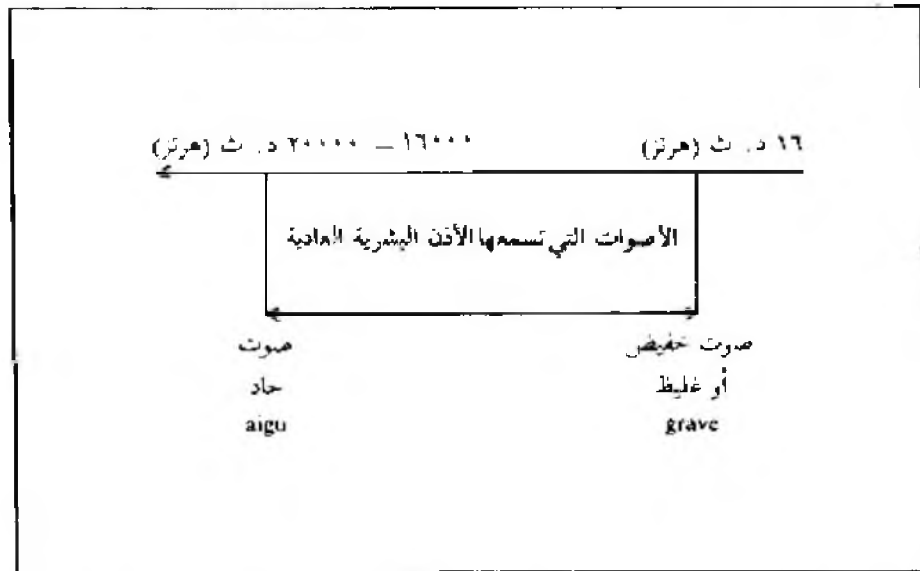 ١٦ د. ث (هرتز)
١٦٠٠٠ – ٢٠٠٠٠ د. ث (هرتز)
الأصوات التي تسمعها الأذن البشرية العادية
صوت خفيض
أو غليظ
grave
صوت
حاد
aigu